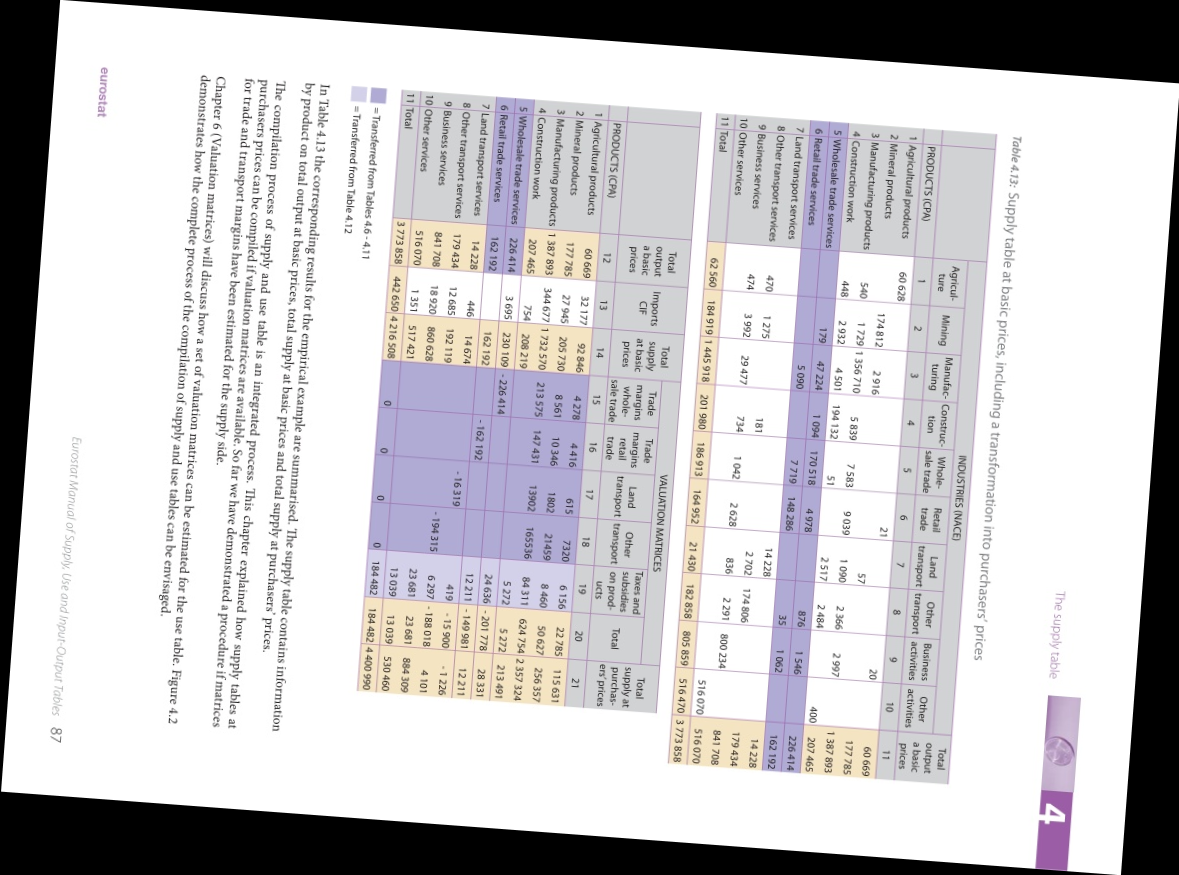 The supply table 4
Table 4.13: Supply table at basic prices, including a transformation into purchasers' prices
INDUSTRIES (NACE)
PRODUCTS (CPA) Agricul-ture Mining Manufac-turing Construc-tion Whole-sale trade Retail trade Land transport Other transport Business activities Other activities Total output a basic prices
1 2 3 4 5 6 7 8 9 10 11
1 Agricultural products 60 628 21 20 60 669
2 Mineral products 174 812 2 916 57 177 785
3 Manufacturing products 540 1 729 1 356 710 5 839 7 583 9 039 1 090 2 366 2 997 1 387 893
4 Construction work 448 2 932 4 501 194 132 51 2 517 2 484 400 207 465
5 Wholesale trade services 179 47 224 1 094 170 518 4 978 876 1 546 226 414
6 Retail trade services 5 090 7 719 148 286 35 1 062 162 192
7 Land transport services 14 228 14 228
8 Other transport services 470 1 275 181 2 702 174 806 179 434
9 Business services 474 3 992 29 477 734 1 042 2 628 836 2 291 800 234 841 708
10 Other services 516 070 516 070
11 Total 62 560 184 919 1 445 918 201 980 186 913 164 952 21 430 182 858 805 859 516 470 3 773 858
VALUATION MATRICES
PRODUCTS (CPA) Total output a basic prices Imports CIF Total supply at basic prices Trade margins whole-sale trade Trade margins retail trade Land transport Other transport Taxes and subsidies on prod-ucts Total Total supply at purchas-ers' prices
12 13 14 15 16 17 18 19 20 21
1 Agricultural products 60 669 32 177 92 846 4 278 4 416 615 7320 6 156 22 785 115 631
2 Mineral products 177 785 27 945 205 730 8 561 10 346 1802 21459 8 460 50 627 256 357
3 Manufacturing products 1 387 893 344 677 1 732 570 213 575 147 431 13902 165536 84 311 624 754 2 357 324
4 Construction work 207 465 754 208 219 5 272 5 272 213 491
5 Wholesale trade services 226 414 3 695 230 109 - 226 414 24 636 - 201 778 28 331
6 Retail trade services 162 192 162 192 - 162 192 12 211 - 149 981 12 211
7 Land transport services 14 228 446 14 674 - 16 319 419 - 15 900 - 1 226
8 Other transport services 179 434 12 685 192 119 - 194 315 6 297 - 188 018 4 101
9 Business services 841 708 18 920 860 628 23 681 23 681 884 309
10 Other services 516 070 1 351 517 421 13 039 13 039 530 460
11 Total 3 773 858 442 650 4 216 508 0 0 0 0 184 482 184 482 4 400 990
= Transferred from Tables 4.6 - 4.11
= Transferred from Table 4.12
In Table 4.13 the corresponding results for the empirical example are summarised. The supply table contains information
by product on total output at basic prices, total supply at basic prices and total supply at purchasers' prices.
The compilation process of supply and use table is an integrated process. This chapter explained how supply tables at
purchasers prices can be compiled if valuation matrices are available. So far we have demonstrated a procedure if matrices
for trade and transport margins have been estimated for the supply side.
Chapter 6 (Valuation matrices) will discuss how a set of valuation matrices can be estimated for the use table. Figure 4.2
demonstrates how the complete process of the compilation of supply and use tables can be envisaged.
eurostat Eurostat Manual of Supply, Use and Input-Output Tables 87